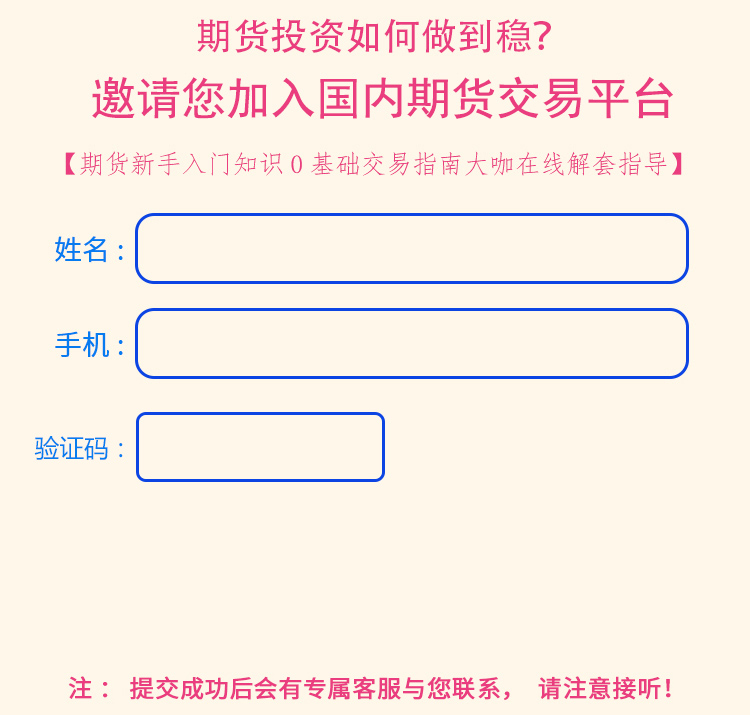 期货投资如何做到稳?
邀请您加入国内期货交易平台
【期货新手入门知识0基础交易指南大咖在线解套指导】
姓名:
手机:
验证码:
注: 提交成功后会有专属客服与您联系, 请注意接听!